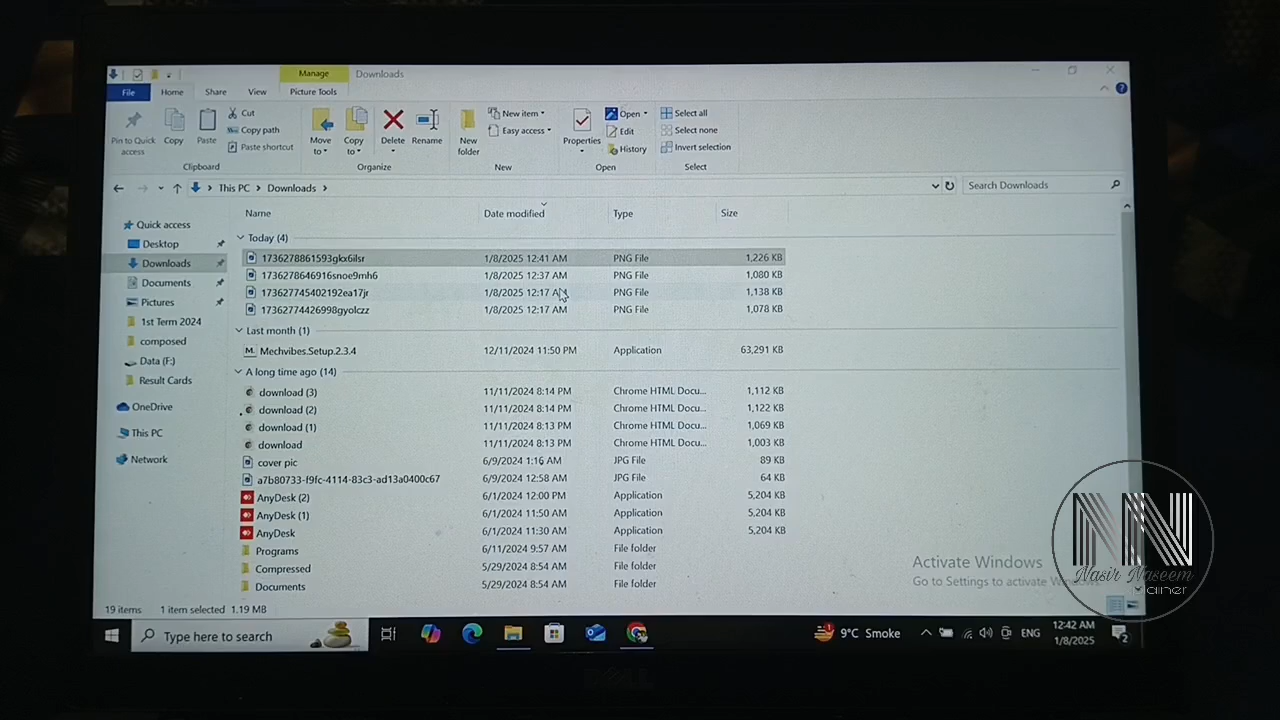 Manage Downloads
File Home Share View Picture Tools
Pin to Quick access
Copy
Paste
Cut
Copy path
Paste shortcut
Clipboard
Move to
Copy to
Delete
Rename
Organize
New folder
New item
Easy access
New
Properties
Open
Edit
History
Open
Select all
Select none
Invert selection
Select
This PC > Downloads >
Search Downloads
Quick access
Desktop
Downloads
Documents
Pictures
1st Term 2024
composed
Data (F:)
Result Cards
OneDrive
This PC
Network
Name Date modified Type Size
Today (4)
1736278861593gkx6ilsr 1/8/2025 12:41 AM PNG File 1,226 KB
1736278646916snoe9rnh6 1/8/2025 12:37 AM PNG File 1,080 KB
173627745402192ea17jr 1/8/2025 12:17 AM PNG File 1,138 KB
17362774426998gyolczz 1/8/2025 12:17 AM PNG File 1,078 KB
Last month (1)
Mechvibes.Setup.2.3.4 12/11/2024 11:50 PM Application 63,291 KB
A long time ago (14)
download (3) 11/11/2024 8:14 PM Chrome HTML Docu... 1,112 KB
download (2) 11/11/2024 8:14 PM Chrome HTML Docu... 1,122 KB
download (1) 11/11/2024 8:13 PM Chrome HTML Docu... 1,069 KB
download 11/11/2024 8:13 PM Chrome HTML Docu... 1,003 KB
cover pic 6/9/2024 1:16 AM JPG File 89 KB
a7b80733-f9fc-4114-83c3-ad13a0400c67 6/9/2024 12:58 AM JPG File 64 KB
AnyDesk (2) 6/1/2024 12:00 PM Application 5,204 KB
AnyDesk (1) 6/1/2024 11:50 AM Application 5,204 KB
AnyDesk 6/1/2024 11:30 AM Application 5,204 KB
Programs 6/11/2024 9:57 AM File folder
Compressed 5/29/2024 8:54 AM File folder
Documents 5/29/2024 8:54 AM File folder
Activate Windows
Go to Settings to activate Windows.
NN
Nasir Naseem
19 items 1 item selected 1.19 MB
Type here to search
9°C Smoke
ENG
12:42 AM
1/8/2025
2
DELL